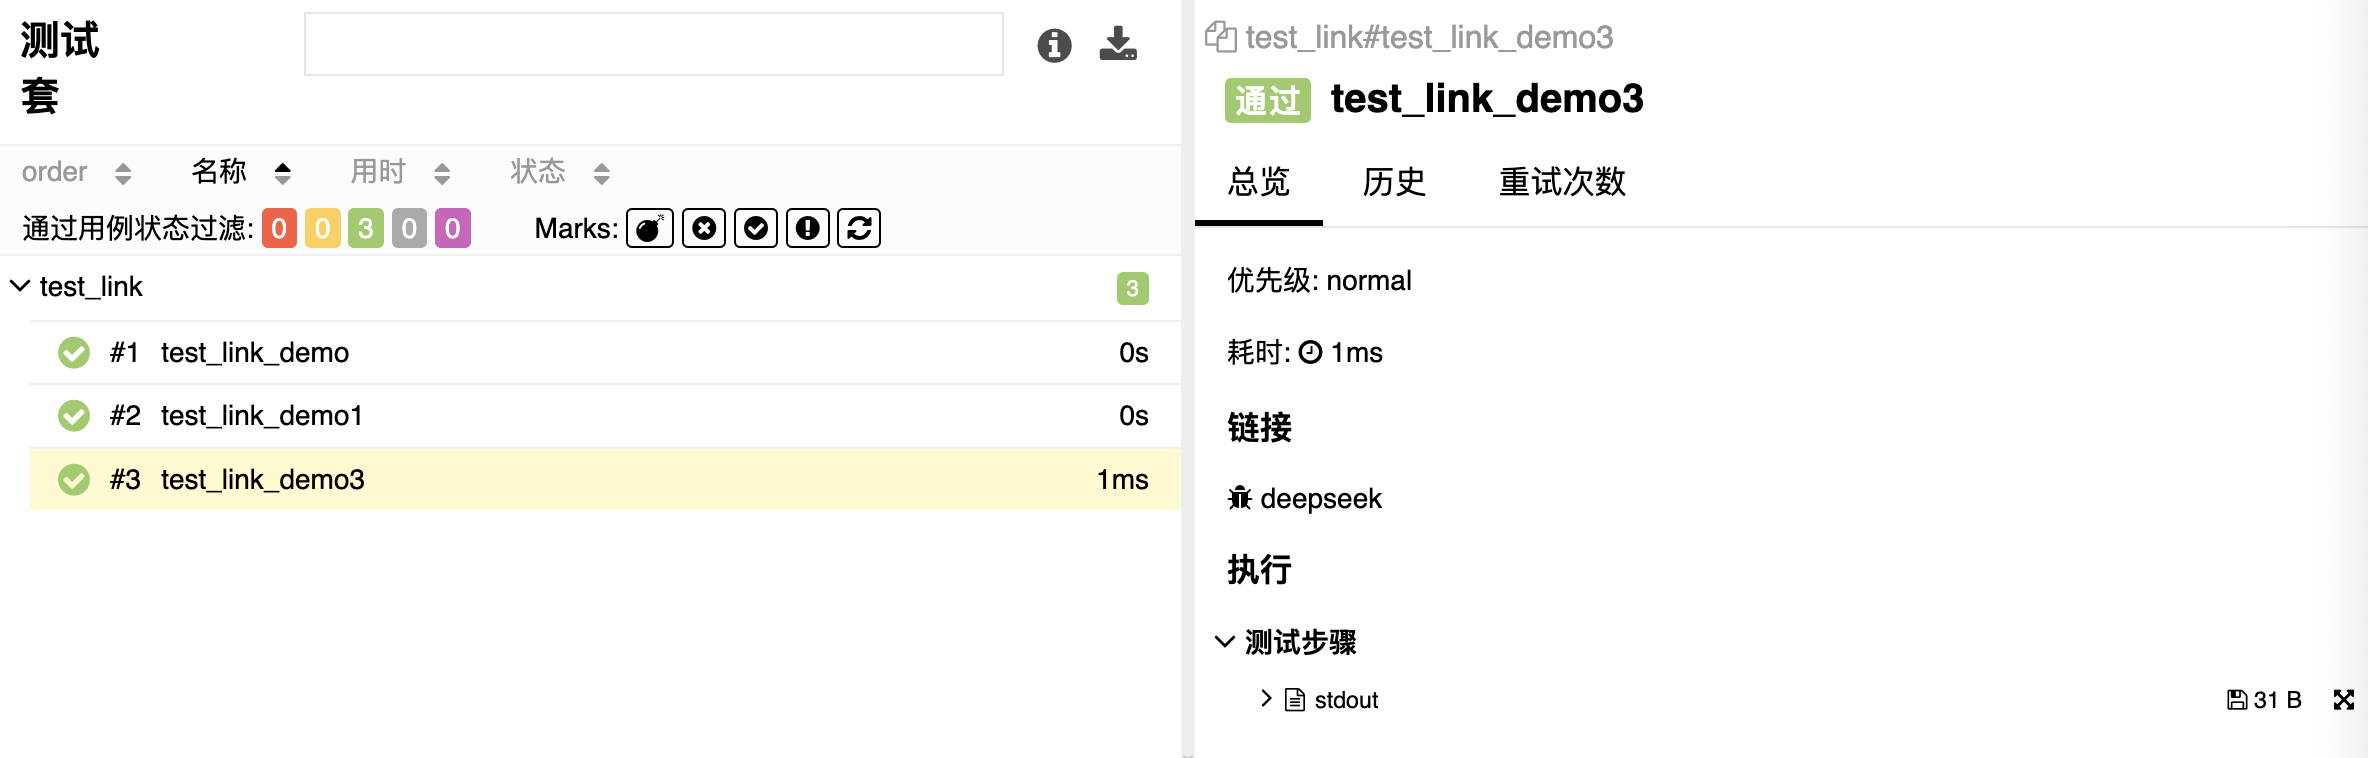 测试
套
order 名称 用时 状态
通过用例状态过滤: 0 0 3 0 0 Marks:
test_link 3
#1 test_link_demo 0s
#2 test_link_demo1 0s
#3 test_link_demo3 1ms
test_link#test_link_demo3
通过 test_link_demo3
总览 历史 重试次数
优先级: normal
耗时: 1ms
链接
deepseek
执行
测试步骤
stdout 31 B